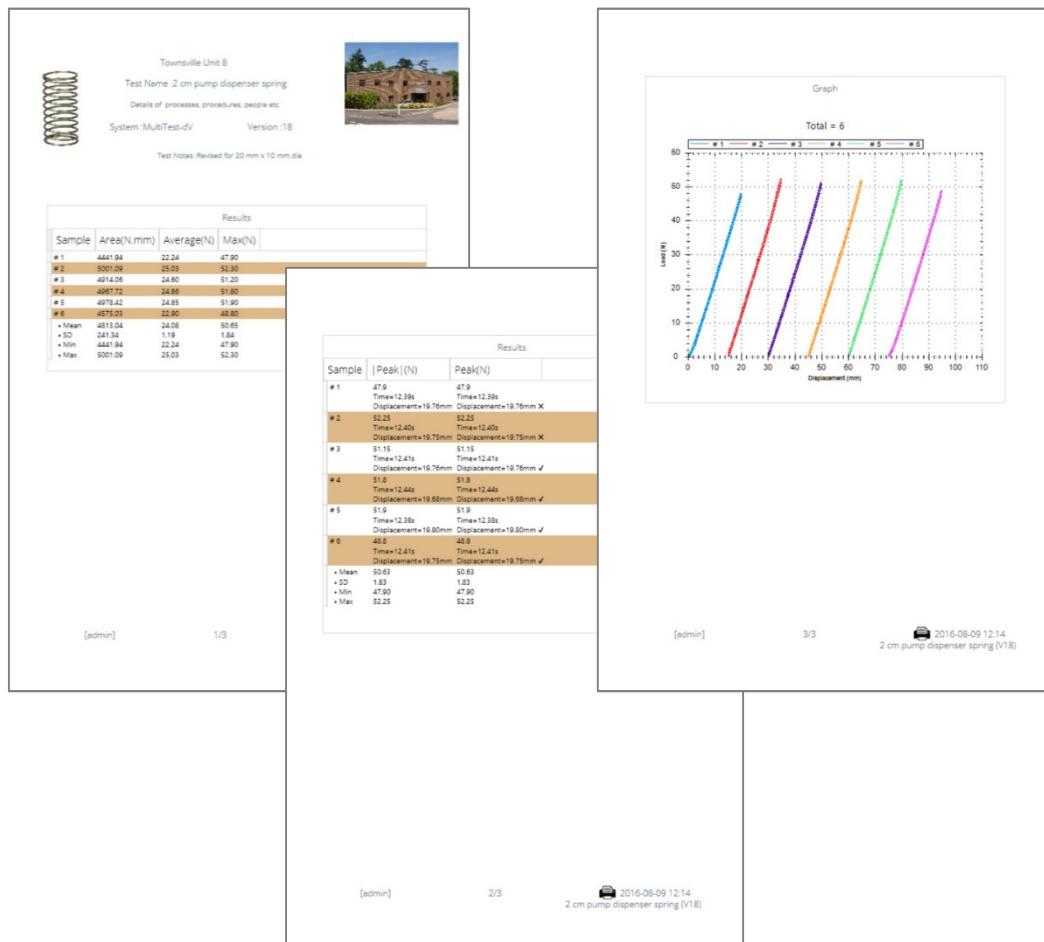 Townsville Unit 8
Test Name :2 cm pump dispenser spring
Details of processes, procedures, people etc.
System :MultiTest-dV Version :18
Test Notes :Revised for 20 mm x 10 mm dia
Results
Sample Area(N.mm) Average(N) Max(N)
# 1 4441.94 22.24 47.90
# 2 5001.09 25.03 52.30
# 3 4914.06 24.60 51.20
# 4 4967.72 24.86 51.80
# 5 4978.42 24.85 51.90
# 6 4575.03 22.90 48.80
• Mean 4813.04 24.08 50.65
• SD 241.34 1.19 1.84
• Min 4441.94 22.24 47.90
• Max 5001.09 25.03 52.30
[admin] 1/3
Results
Sample |Peak|(N) Peak(N)
# 1 47.9 47.9
Time=12.39s Time=12.39s
Displacement=19.76mm Displacement=19.76mm ✕
# 2 52.25 52.25
Time=12.40s Time=12.40s
Displacement=19.75mm Displacement=19.75mm ✕
# 3 51.15 51.15
Time=12.41s Time=12.41s
Displacement=19.76mm Displacement=19.76mm ✓
# 4 51.8 51.8
Time=12.44s Time=12.44s
Displacement=19.68mm Displacement=19.68mm ✓
# 5 51.9 51.9
Time=12.38s Time=12.38s
Displacement=19.80mm Displacement=19.80mm ✓
# 6 48.8 48.8
Time=12.41s Time=12.41s
Displacement=19.75mm Displacement=19.75mm ✓
• Mean 50.63 50.63
• SD 1.83 1.83
• Min 47.90 47.90
• Max 52.25 52.25
[admin] 2/3 2016-08-09 12:14
2 cm pump dispenser spring (V18)
Graph
Total = 6
# 1 # 2 # 3 # 4 # 5 # 6
60
50
40
30
20
10
0
Load (N)
0 10 20 30 40 50 60 70 80 90 100 110
Displacement (mm)
[admin] 3/3 2016-08-09 12:14
2 cm pump dispenser spring (V18)